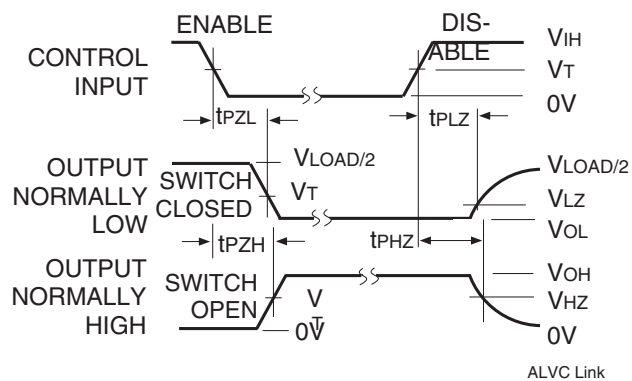 ENABLE
DIS-
ABLE
CONTROL
INPUT
VIH
VT
0V
tPZL
tPLZ
OUTPUT
NORMALLY
LOW
SWITCH
CLOSED
VLOAD/2
VT
VLOAD/2
VLZ
VOL
tPZH
tPHZ
OUTPUT
NORMALLY
HIGH
SWITCH
OPEN
V
T
0V
VOH
VHZ
0V
ALVC Link